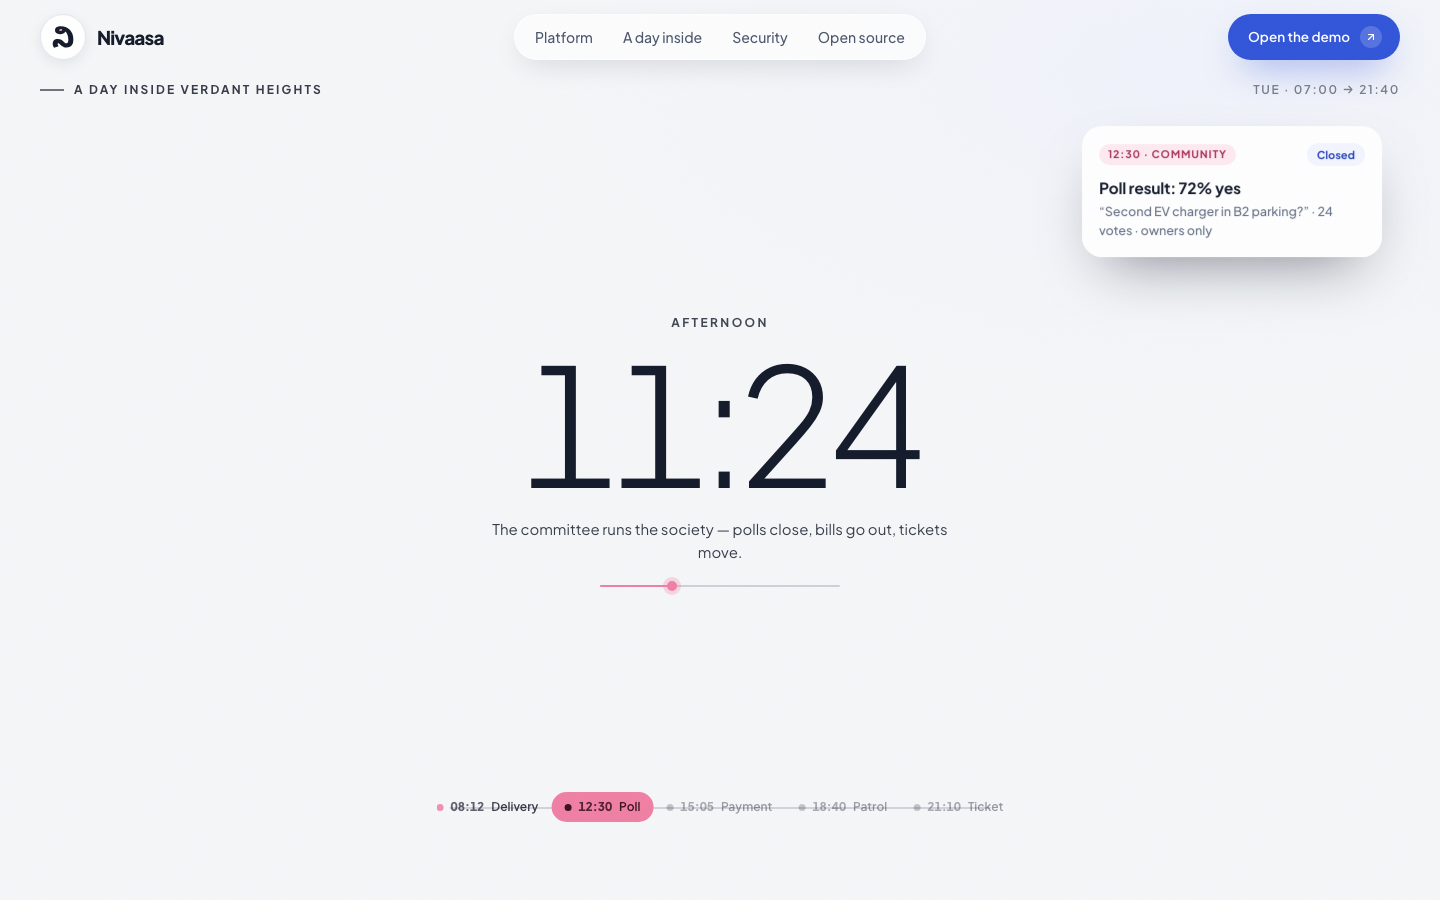 Nivaasa
Platform
A day inside
Security
Open source
Open the demo
A DAY INSIDE VERDANT HEIGHTS
TUE · 07:00 → 21:40
12:30 · COMMUNITY
Closed
Poll result: 72% yes
“Second EV charger in B2 parking?” · 24
votes · owners only
AFTERNOON
11:24
The committee runs the society — polls close, bills go out, tickets
move.
08:12 Delivery
12:30 Poll
15:05 Payment
18:40 Patrol
21:10 Ticket